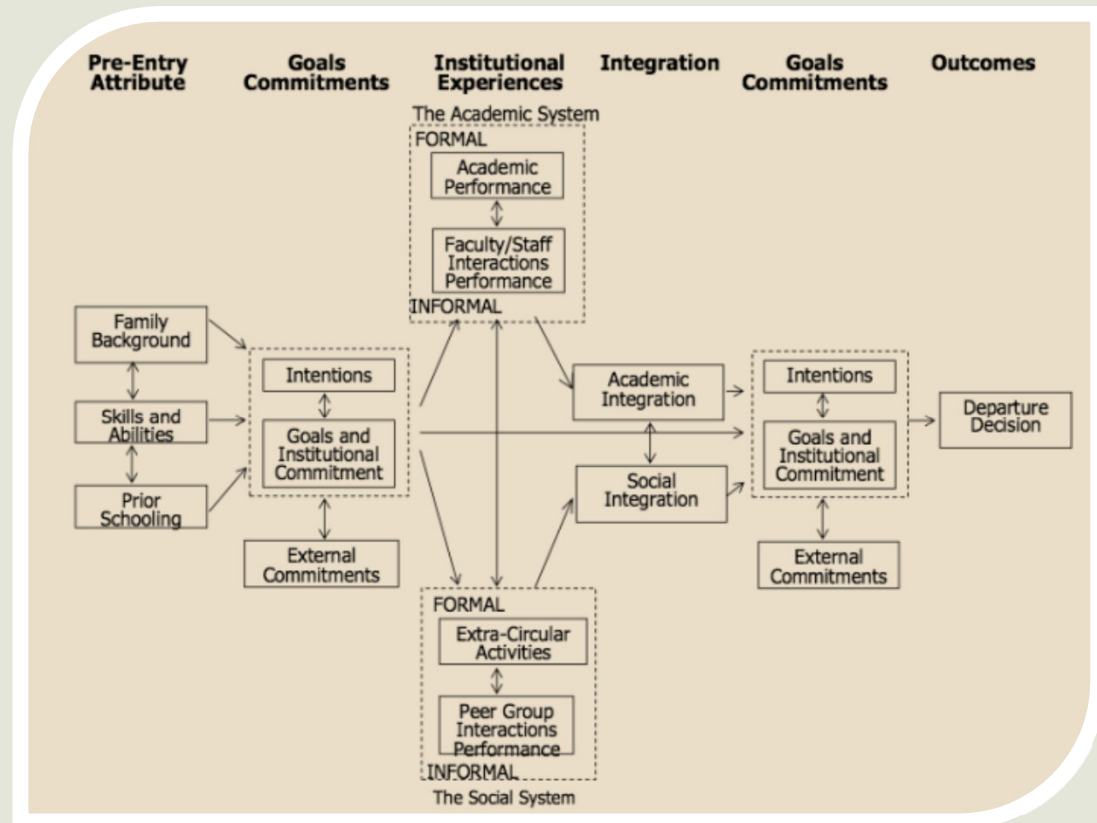 Pre-Entry
Attribute
Goals
Commitments
Institutional
Experiences
Integration
Goals
Commitments
Outcomes
Family
Background
Skills and
Abilities
Prior
Schooling
Intentions
Goals and
Institutional
Commitment
External
Commitments
The Academic System
FORMAL
Academic
Performance
Faculty/Staff
Interactions
Performance
INFORMAL
FORMAL
Extra-Circular
Activities
Peer Group
Interactions
Performance
INFORMAL
The Social System
Academic
Integration
Social
Integration
Intentions
Goals and
Institutional
Commitment
External
Commitments
Departure
Decision